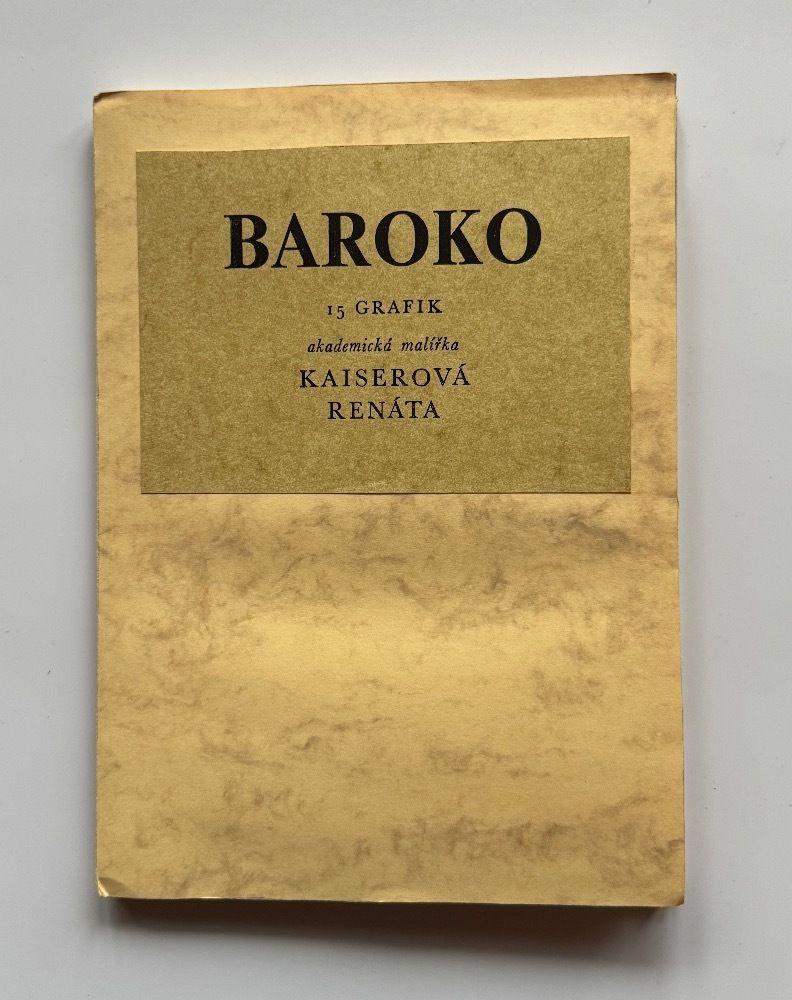 BAROKO
15 GRAFIK
akademická malířka
KAISEROVÁ
RENÁTA